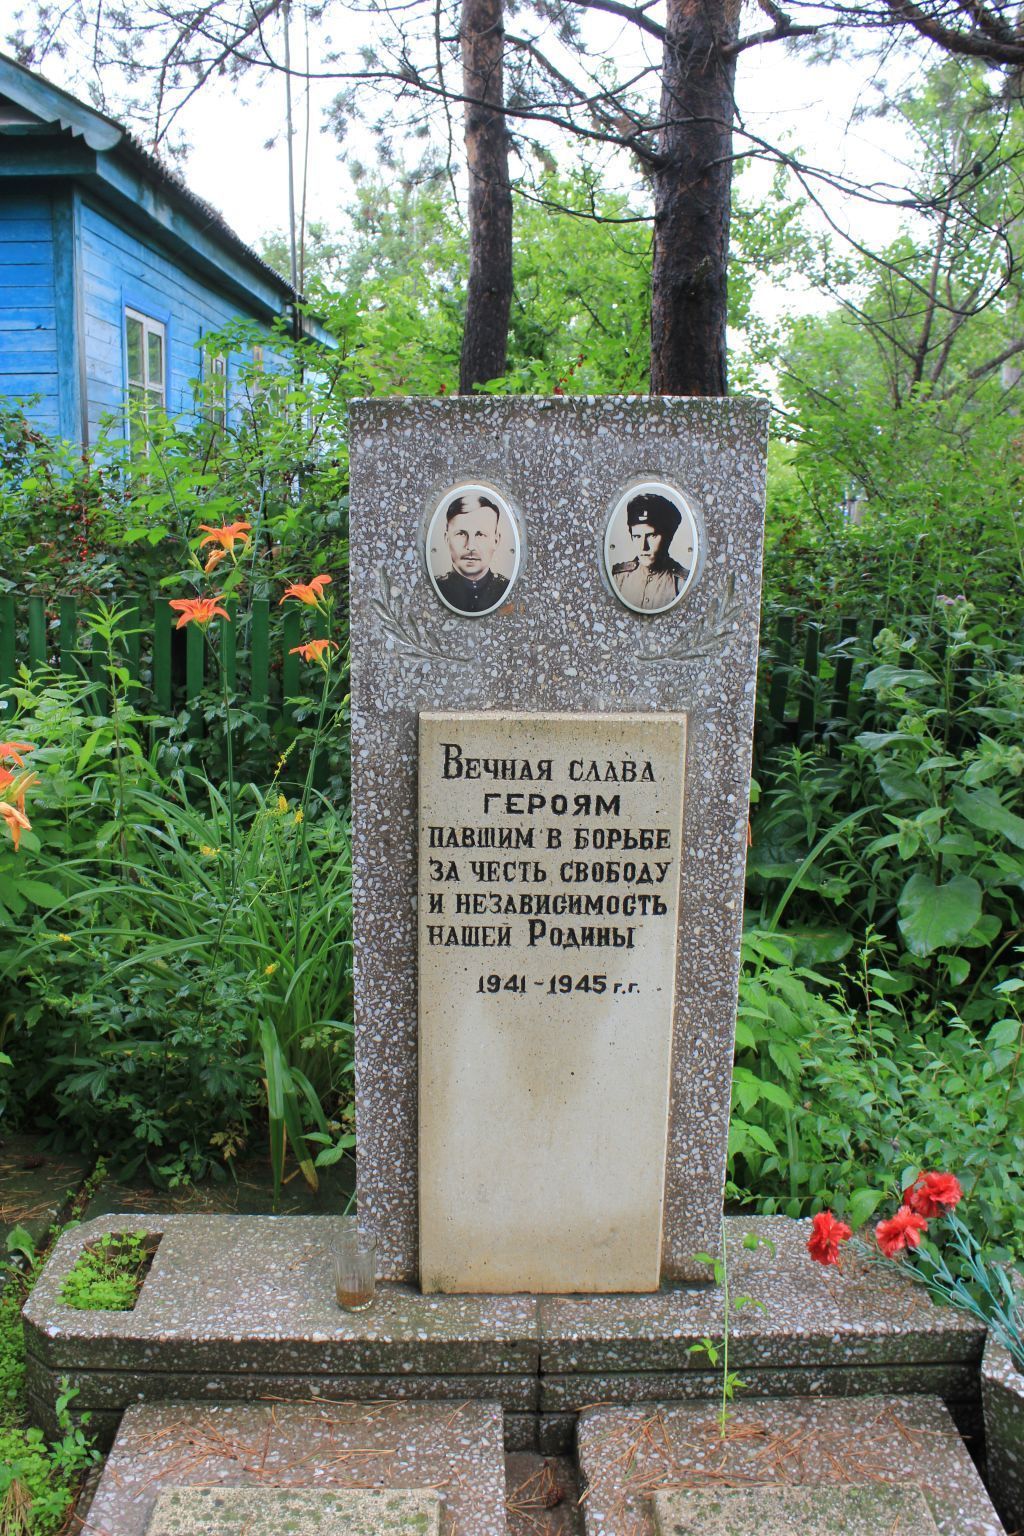 Вечная слава
героям
павшим в борьбе
за честь свободу
и независимость
нашей Родины
1941-1945 г.г.